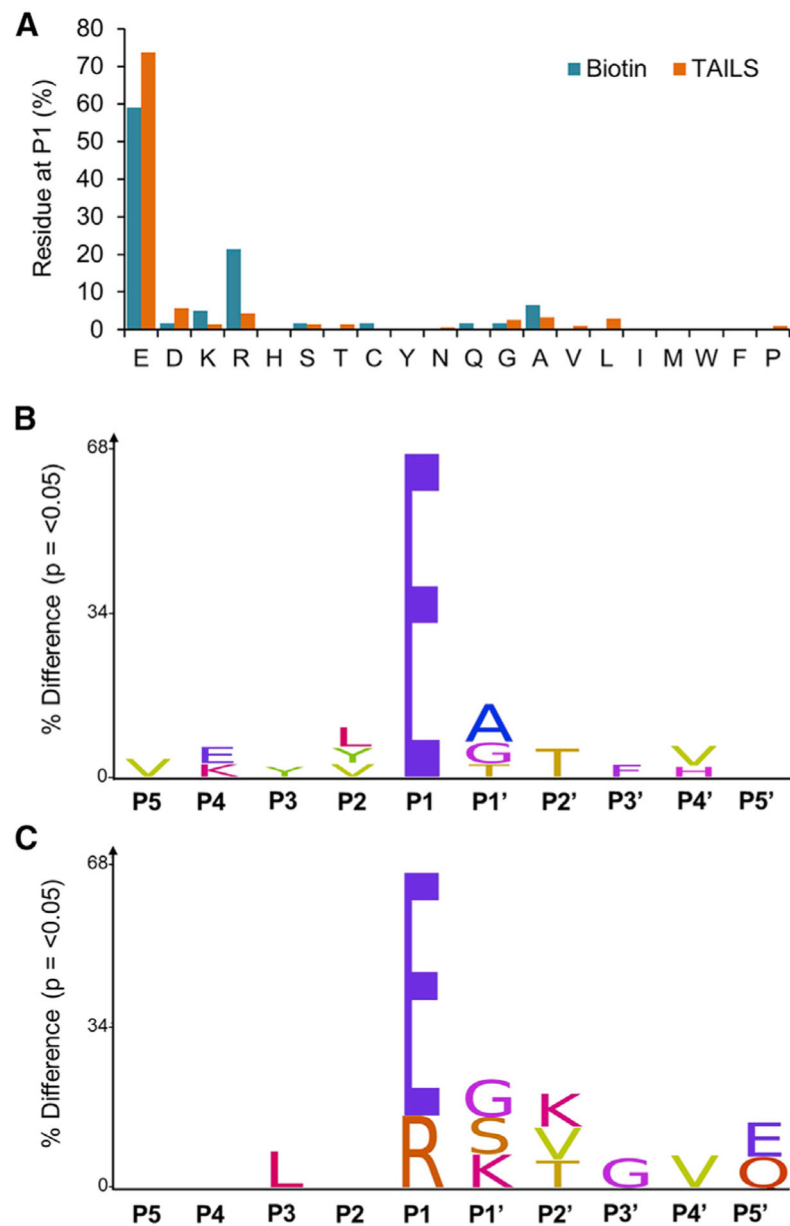 A
80
70
60
50
40
30
20
10
0
Residue at P1 (%)
Biotin TAILS
E D K R H S T C Y N Q G A V L I M W F P
B
68
34
0
% Difference (p = <0.05)
V
E
K
Y
L
Y
V
E
A
G
T
T
F
V
H
P5 P4 P3 P2 P1 P1’ P2’ P3’ P4’ P5’
C
68
34
0
% Difference (p = <0.05)
L
E
R
G
S
K
K
V
T
G
V
E
Q
P5 P4 P3 P2 P1 P1’ P2’ P3’ P4’ P5’